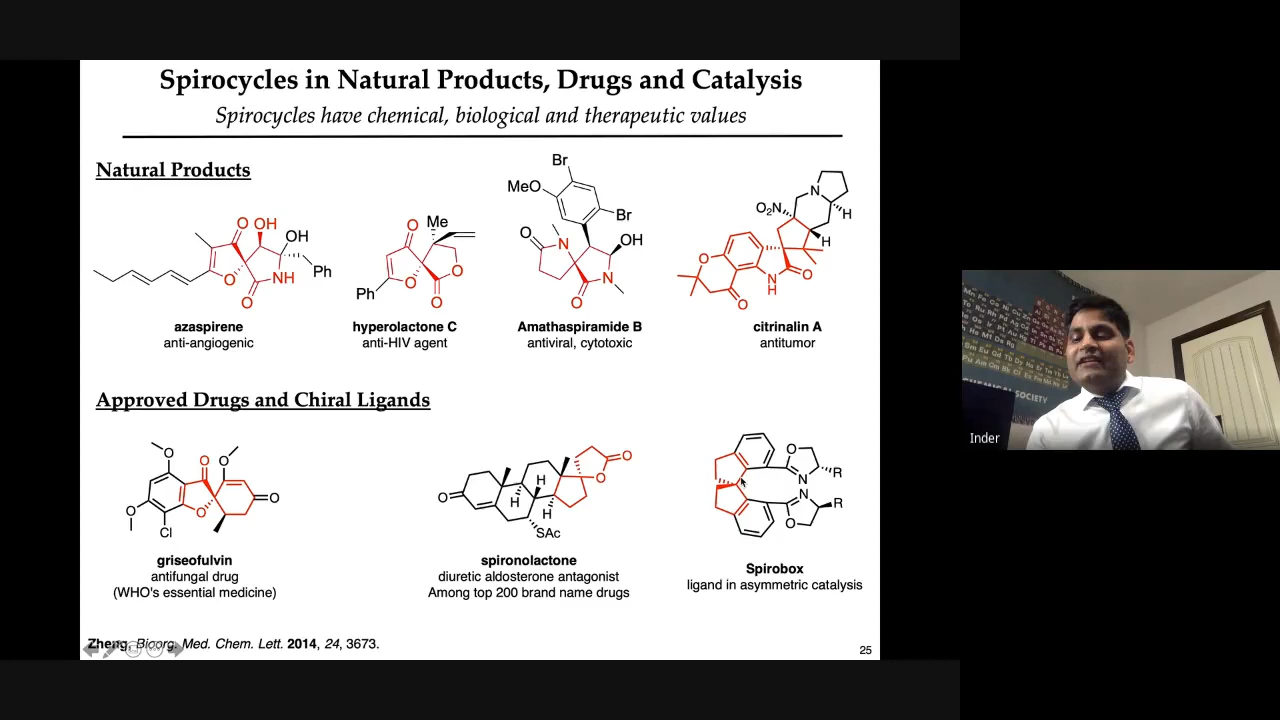 Spirocycles in Natural Products, Drugs and Catalysis
Spirocycles have chemical, biological and therapeutic values
Natural Products
O OH OH Ph NH O O
azaspirene
anti-angiogenic
O Me O O O Ph
hyperolactone C
anti-HIV agent
Br MeO Br OH O N N O
Amathaspiramide B
antiviral, cytotoxic
N O2N H H O O N H O
citrinalin A
antitumor
Approved Drugs and Chiral Ligands
O O O O O O Cl
griseofulvin
antifungal drug
(WHO's essential medicine)
O H H H O O SAc
spironolactone
diuretic aldosterone antagonist
Among top 200 brand name drugs
O N R N R O
Spirobox
ligand in asymmetric catalysis
Zheng, Bioorg. Med. Chem. Lett. 2014, 24, 3673.
25
CHEMICAL SOCIETY
Inder